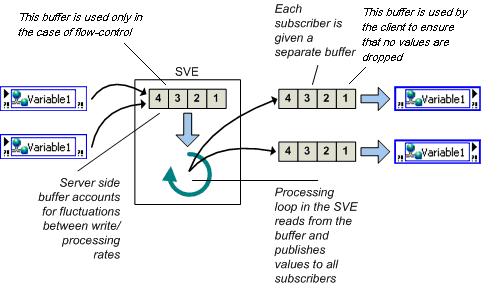 This buffer is used only in
the case of flow-control
Each
subscriber is
given a
separate buffer
This buffer is used by
the client to ensure
that no values are
dropped
SVE
Variable1
4 3 2 1
4 3 2 1
Variable1
Variable1
4 3 2 1
Variable1
Server side
buffer accounts
for fluctuations
between write/
processing
rates
Processing
loop in the SVE
reads from the
buffer and
publishes
values to all
subscribers